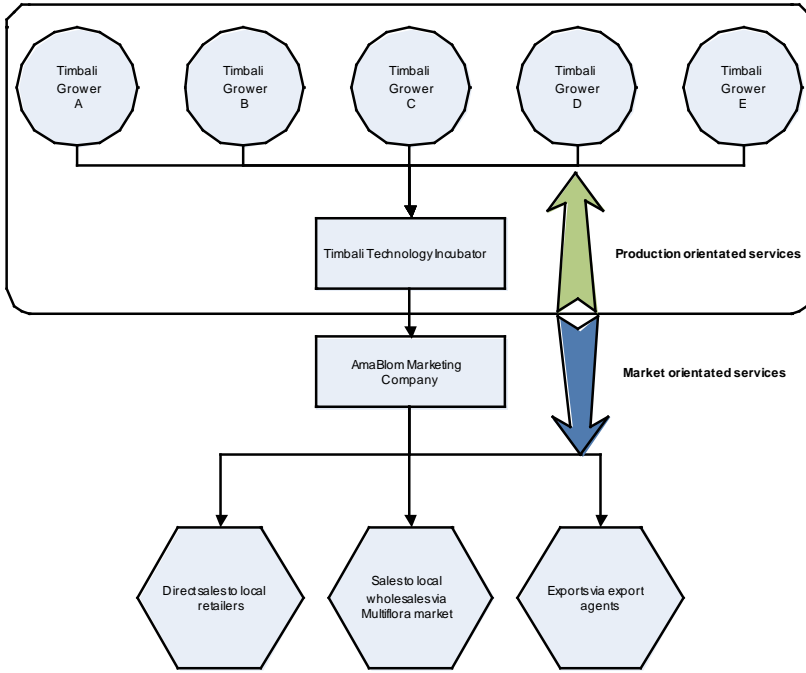 Timbali
Grower
A
Timbali
Grower
B
Timbali
Grower
C
Timbali
Grower
D
Timbali
Grower
E
Timbali Technology Incubator
Production orientated services
AmaBlom Marketing
Company
Market orientated services
Direct sales to local
retailers
Sales to local
wholesales via
Multiflora market
Exports via export
agents